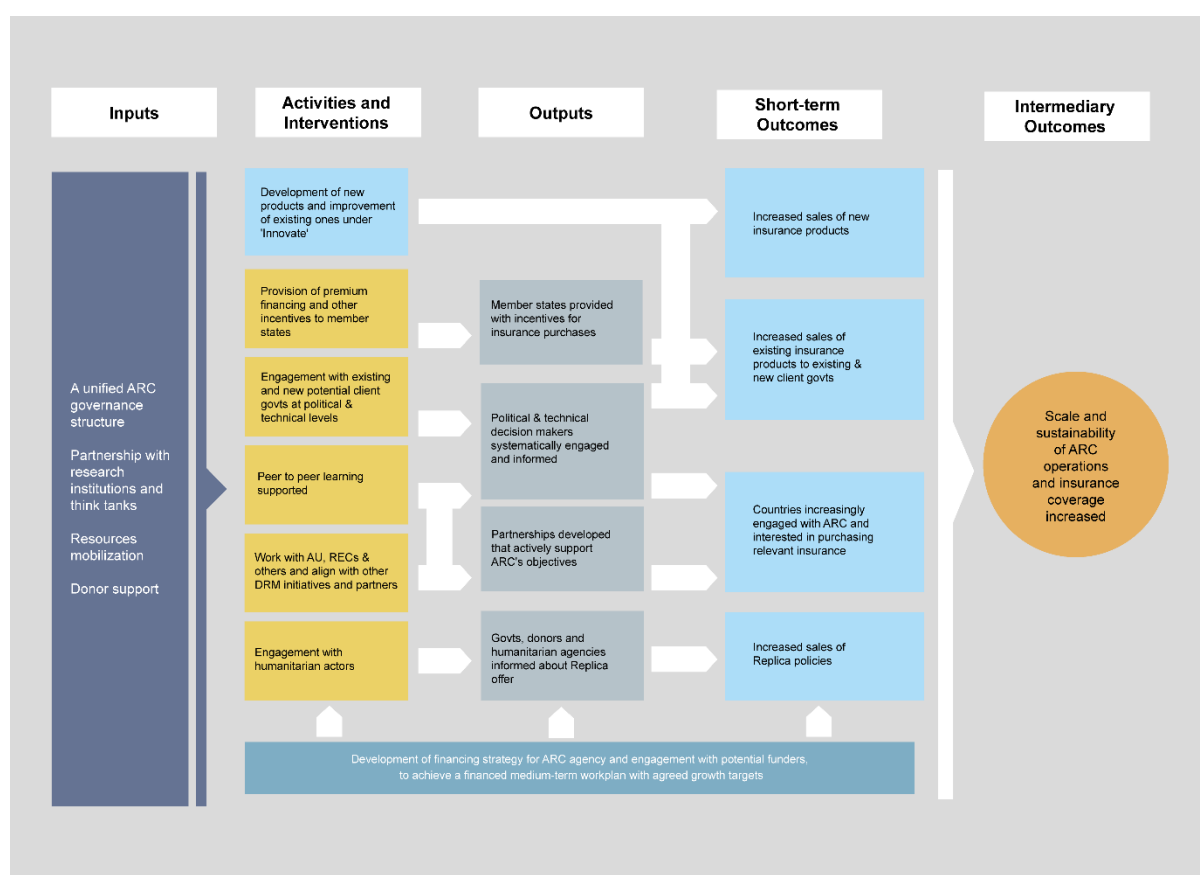 Inputs
Activities and
Interventions
Outputs
Short-term
Outcomes
Intermediary
Outcomes
A unified ARC
governance
structure
Partnership with
research
institutions and
think tanks
Resources
mobilization
Donor support
Development of new
products and improvement
of existing ones under
'Innovate'
Provision of premium
financing and other
incentives to member
states
Engagement with existing
and new potential client
govts at political &
technical levels
Peer to peer learning
supported
Work with AU, RECs &
others and align with other
DRM initiatives and partners
Engagement with
humanitarian actors
Member states provided
with incentives for
insurance purchases
Political & technical
decision makers
systematically engaged
and informed
Partnerships developed
that actively support
ARC's objectives
Govts, donors and
humanitarian agencies
informed about Replica
offer
Increased sales of new
insurance products
Increased sales of
existing insurance
products to existing &
new client govts
Countries increasingly
engaged with ARC and
interested in purchasing
relevant insurance
Increased sales of
Replica policies
Scale and
sustainability
of ARC
operations
and insurance
coverage
increased
Development of financing strategy for ARC agency and engagement with potential funders,
to achieve a financed medium-term workplan with agreed growth targets